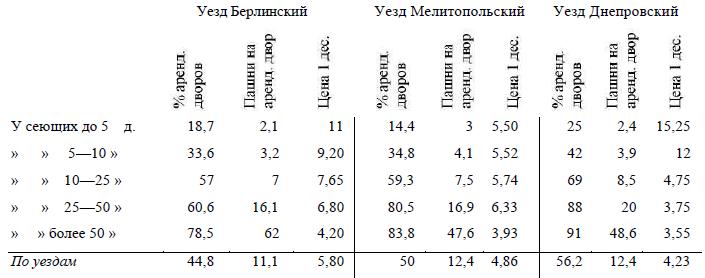 Уезд Берлинский Уезд Мелитопольский Уезд Днепровский
% аренд. дворов Пашни на аренд. двор Цена 1 дес. % аренд. дворов Пашни на аренд. двор Цена 1 дес. % аренд. дворов Пашни на аренд. двор Цена 1 дес.
У сеющих до 5 д. 18,7 2,1 11 14,4 3 5,50 25 2,4 15,25
» » 5—10 » 33,6 3,2 9,20 34,8 4,1 5,52 42 3,9 12
» » 10—25 » 57 7 7,65 59,3 7,5 5,74 69 8,5 4,75
» » 25—50 » 60,6 16,1 6,80 80,5 16,9 6,33 88 20 3,75
» » более 50 » 78,5 62 4,20 83,8 47,6 3,93 91 48,6 3,55
По уездам 44,8 11,1 5,80 50 12,4 4,86 56,2 12,4 4,23